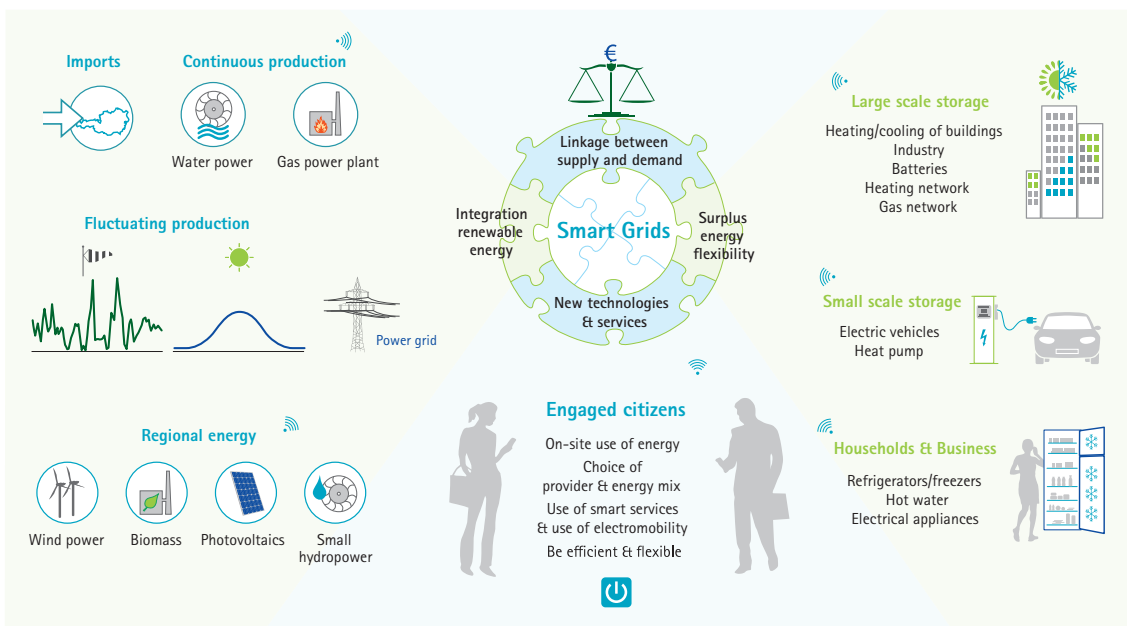 Imports
Continuous production
Water power
Gas power plant
Fluctuating production
Power grid
Regional energy
Wind power
Biomass
Photovoltaics
Small
hydropower
€
Linkage between
supply and demand
Integration
renewable
energy
Smart Grids
Surplus
energy
flexibility
New technologies
& services
Engaged citizens
On-site use of energy
Choice of
provider & energy mix
Use of smart services
& use of electromobility
Be efficient & flexible
Large scale storage
Heating/cooling of buildings
Industry
Batteries
Heating network
Gas network
Small scale storage
Electric vehicles
Heat pump
Households & Business
Refrigerators/freezers
Hot water
Electrical appliances